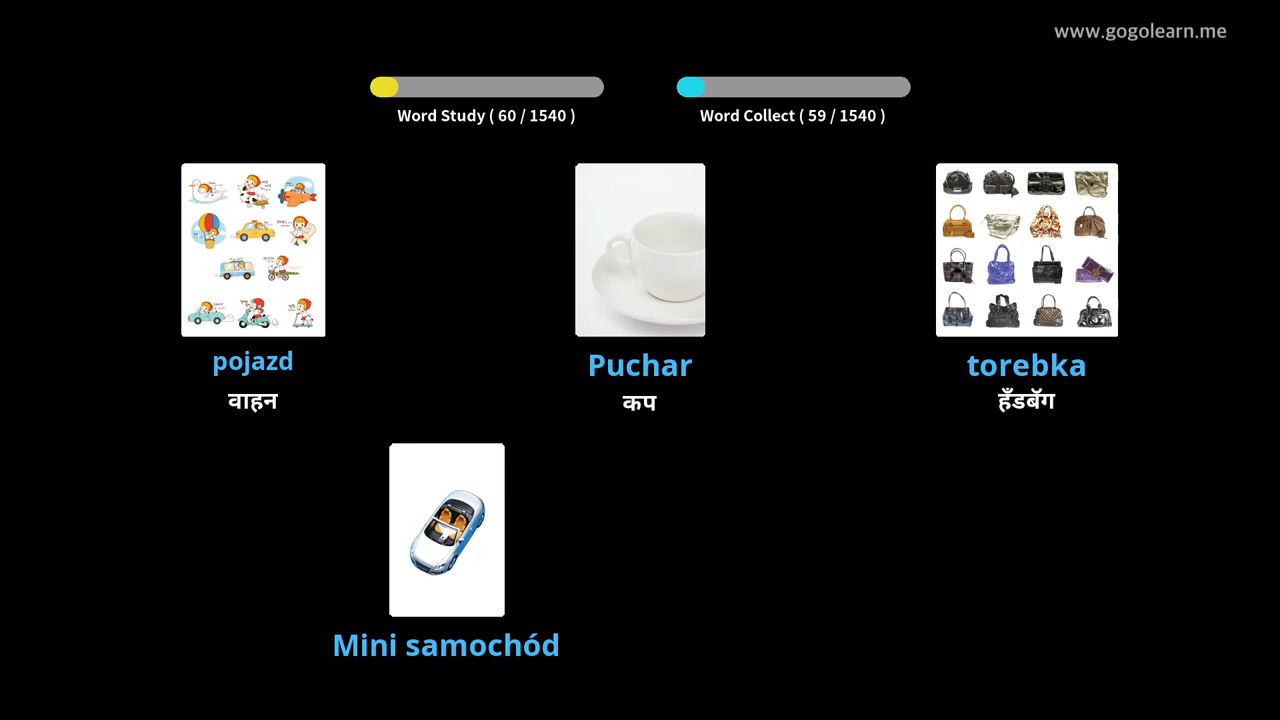 www.gogolearn.me
Word Study ( 60 / 1540 )
Word Collect ( 59 / 1540 )
pojazd
Puchar
torebka
वाहन
कप
हँडबॅग
Mini samochód